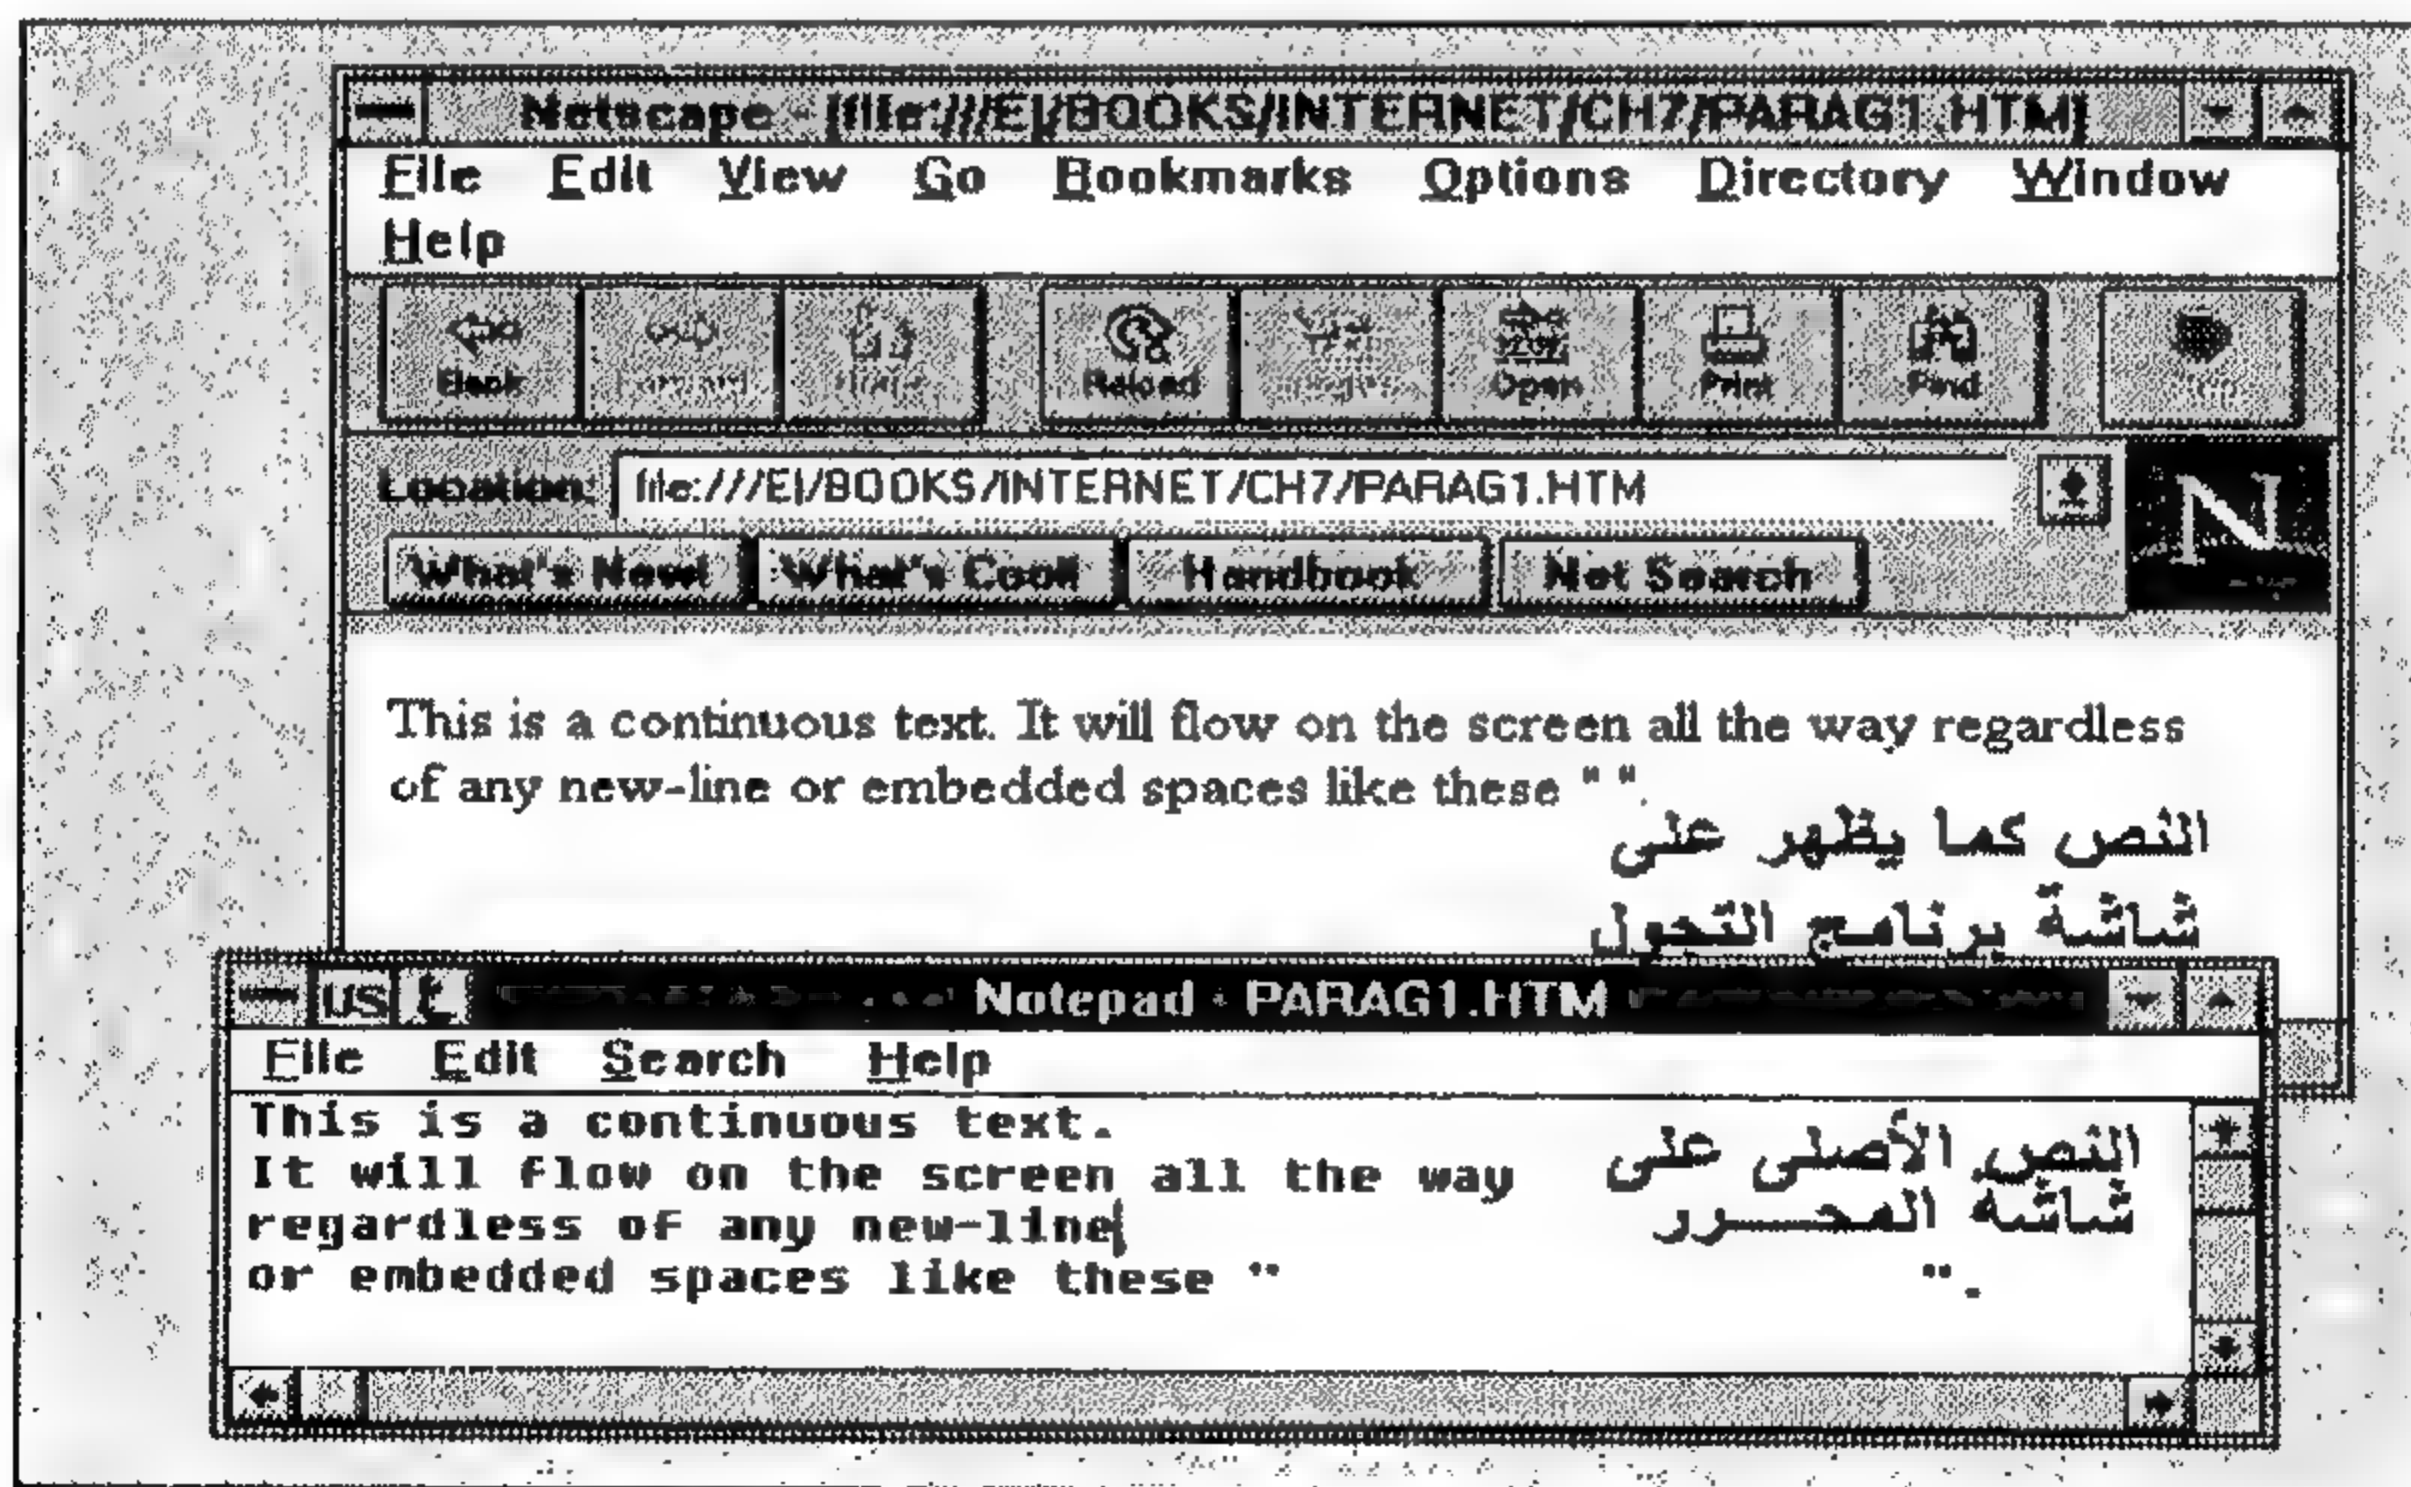 Netscape - [file:///E|/BOOKS/INTERNET/CH7/PARAG1.HTM]
File Edit View Go Bookmarks Options Directory Window
Help
Back Forward Home Reload Images Open Print Find Stop
Location: file:///E|/BOOKS/INTERNET/CH7/PARAG1.HTM
N
What's New! What's Cool! Handbook Net Search
This is a continuous text. It will flow on the screen all the way regardless
of any new-line or embedded spaces like these " ".
النص كما يظهر على
شاشة برنامج التجول
US t Notepad - PARAG1.HTM
File Edit Search Help
This is a continuous text.
It will flow on the screen all the way
regardless of any new-line
or embedded spaces like these " ".
النص الأصلى على
شاشة المحــــرر